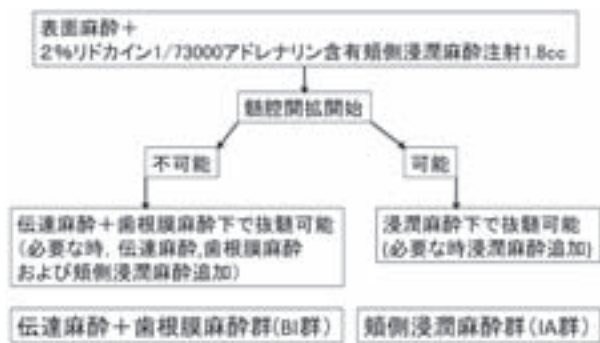 表面麻酔＋
2％リドカイン1/73000アドレナリン含有頬側浸潤麻酔注射1.8cc
髄腔開拡開始
不可能
可能
伝達麻酔＋歯根膜麻酔下で抜髄可能
（必要な時，伝達麻酔,歯根膜麻酔
および頬側浸潤麻酔追加）
浸潤麻酔下で抜髄可能
(必要な時浸潤麻酔追加)
伝達麻酔＋歯根膜麻酔群(BI群)
頬側浸潤麻酔群(IA群)